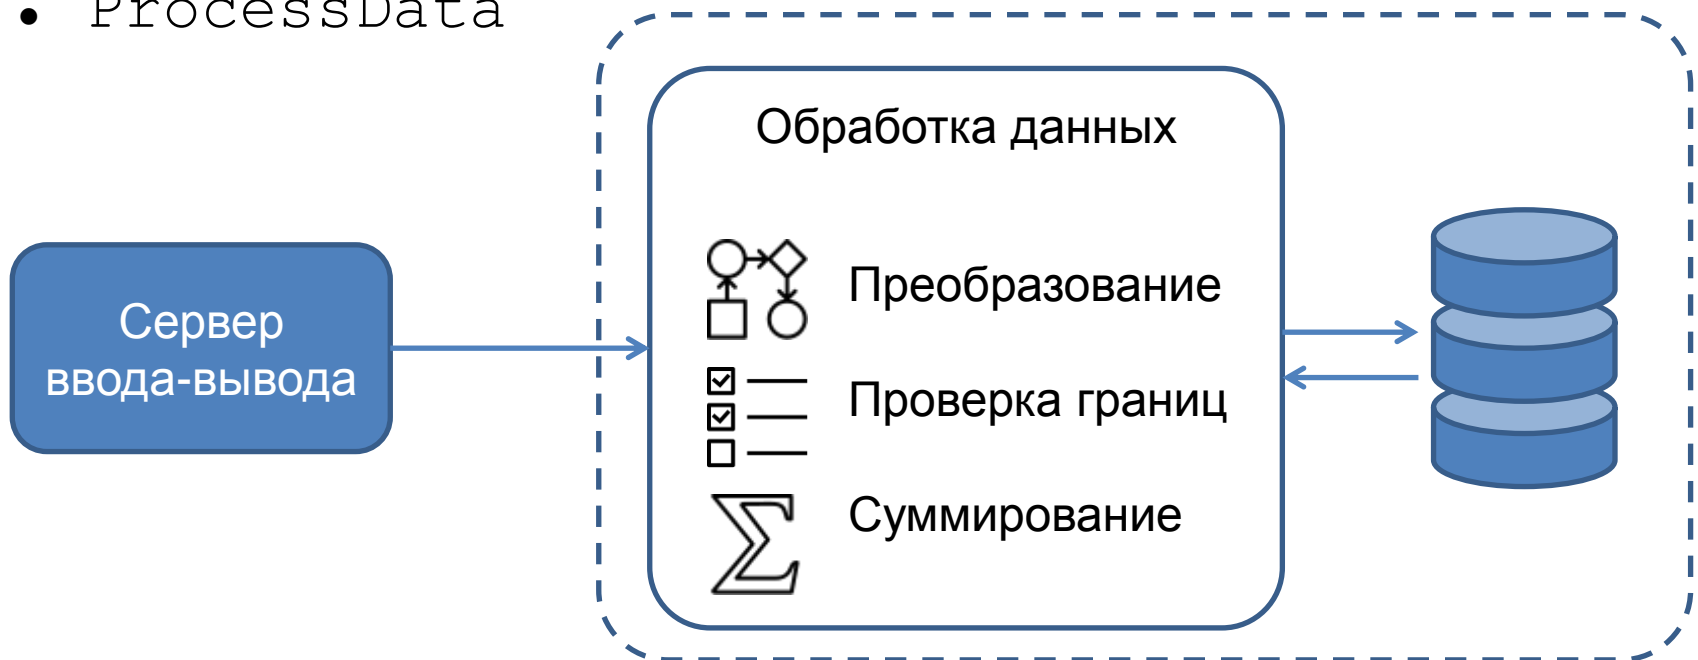 • ProcessData
Обработка данных
Сервер
ввода-вывода
Преобразование
Проверка границ
Суммирование